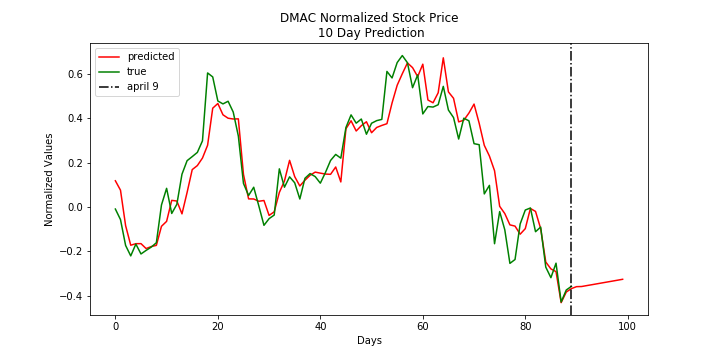 DMAC Normalized Stock Price
10 Day Prediction
predicted
true
april 9
Normalized Values
0.6
0.4
0.2
0.0
−0.2
−0.4
0 20 40 60 80 100
Days